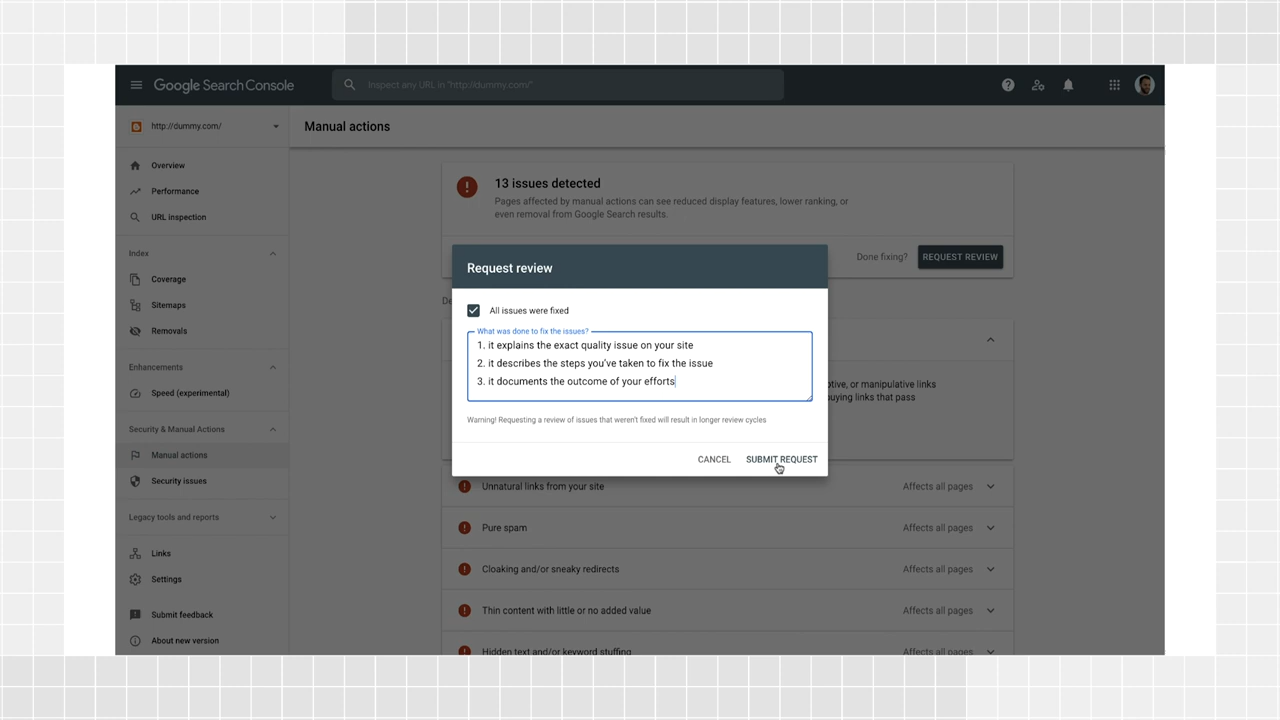 Google Search Console
Inspect any URL in "http://dummy.com/"
http://dummy.com/
Manual actions
Overview
Performance
URL inspection
Index
Coverage
Sitemaps
Removals
Enhancements
Speed (experimental)
Security & Manual Actions
Manual actions
Security issues
Legacy tools and reports
Links
Settings
Submit feedback
About new version
13 issues detected
Pages affected by manual actions can see reduced display features, lower ranking, or
even removal from Google Search results.
Done fixing?
REQUEST REVIEW
Request review
All issues were fixed
What was done to fix the issues?
1. it explains the exact quality issue on your site
2. it describes the steps you've taken to fix the issue
3. it documents the outcome of your efforts
Warning! Requesting a review of issues that weren't fixed will result in longer review cycles
CANCEL
SUBMIT REQUEST
or manipulative links
buying links that pass
Unnatural links from your site
Affects all pages
Pure spam
Affects all pages
Cloaking and/or sneaky redirects
Affects all pages
Thin content with little or no added value
Affects all pages
Hidden text and/or keyword stuffing
Affects all pages